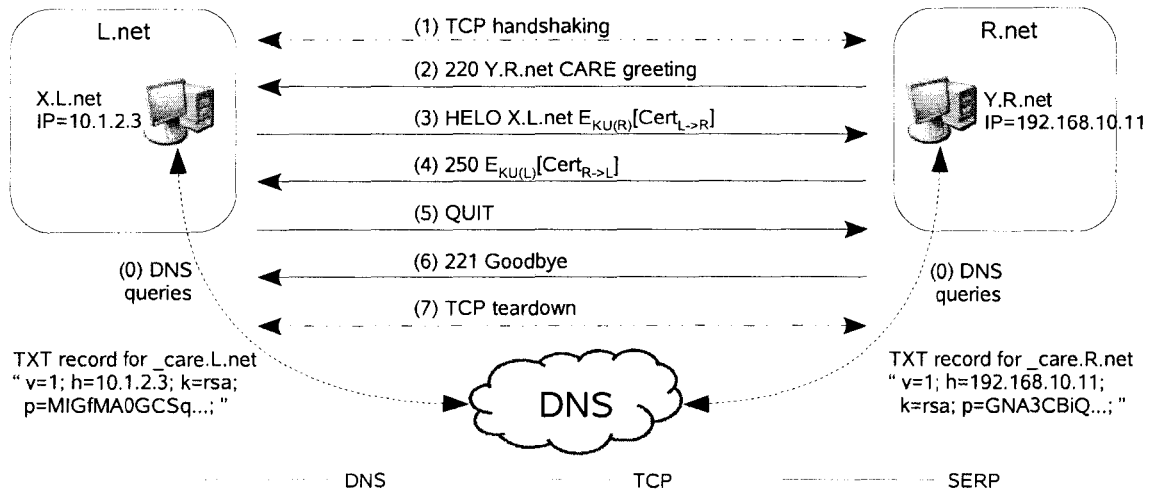 L.net
X.L.net
IP=10.1.2.3
(1) TCP handshaking
(2) 220 Y.R.net CARE greeting
(3) HELO X.L.net E_KU(R)[Cert_L->R]
(4) 250 E_KU(L)[Cert_R->L]
(5) QUIT
(6) 221 Goodbye
(7) TCP teardown
R.net
Y.R.net
IP=192.168.10.11
(0) DNS
queries
(0) DNS
queries
TXT record for _care.L.net
" v=1; h=10.1.2.3; k=rsa;
p=MIGfMA0GCSq...; "
DNS
TXT record for _care.R.net
" v=1; h=192.168.10.11;
k=rsa; p=GNA3CBiQ...; "
DNS
TCP
SERP